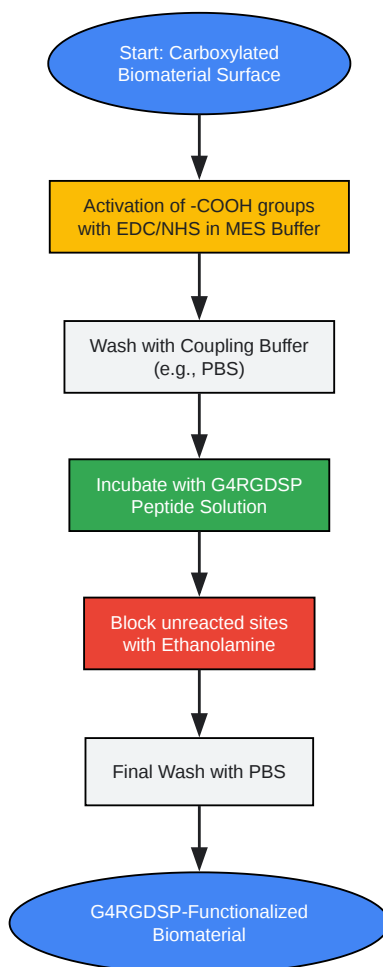 Start: Carboxylated
Biomaterial Surface
Activation of -COOH groups
with EDC/NHS in MES Buffer
Wash with Coupling Buffer
(e.g., PBS)
Incubate with G4RGDSP
Peptide Solution
Block unreacted sites
with Ethanolamine
Final Wash with PBS
G4RGDSP-Functionalized
Biomaterial